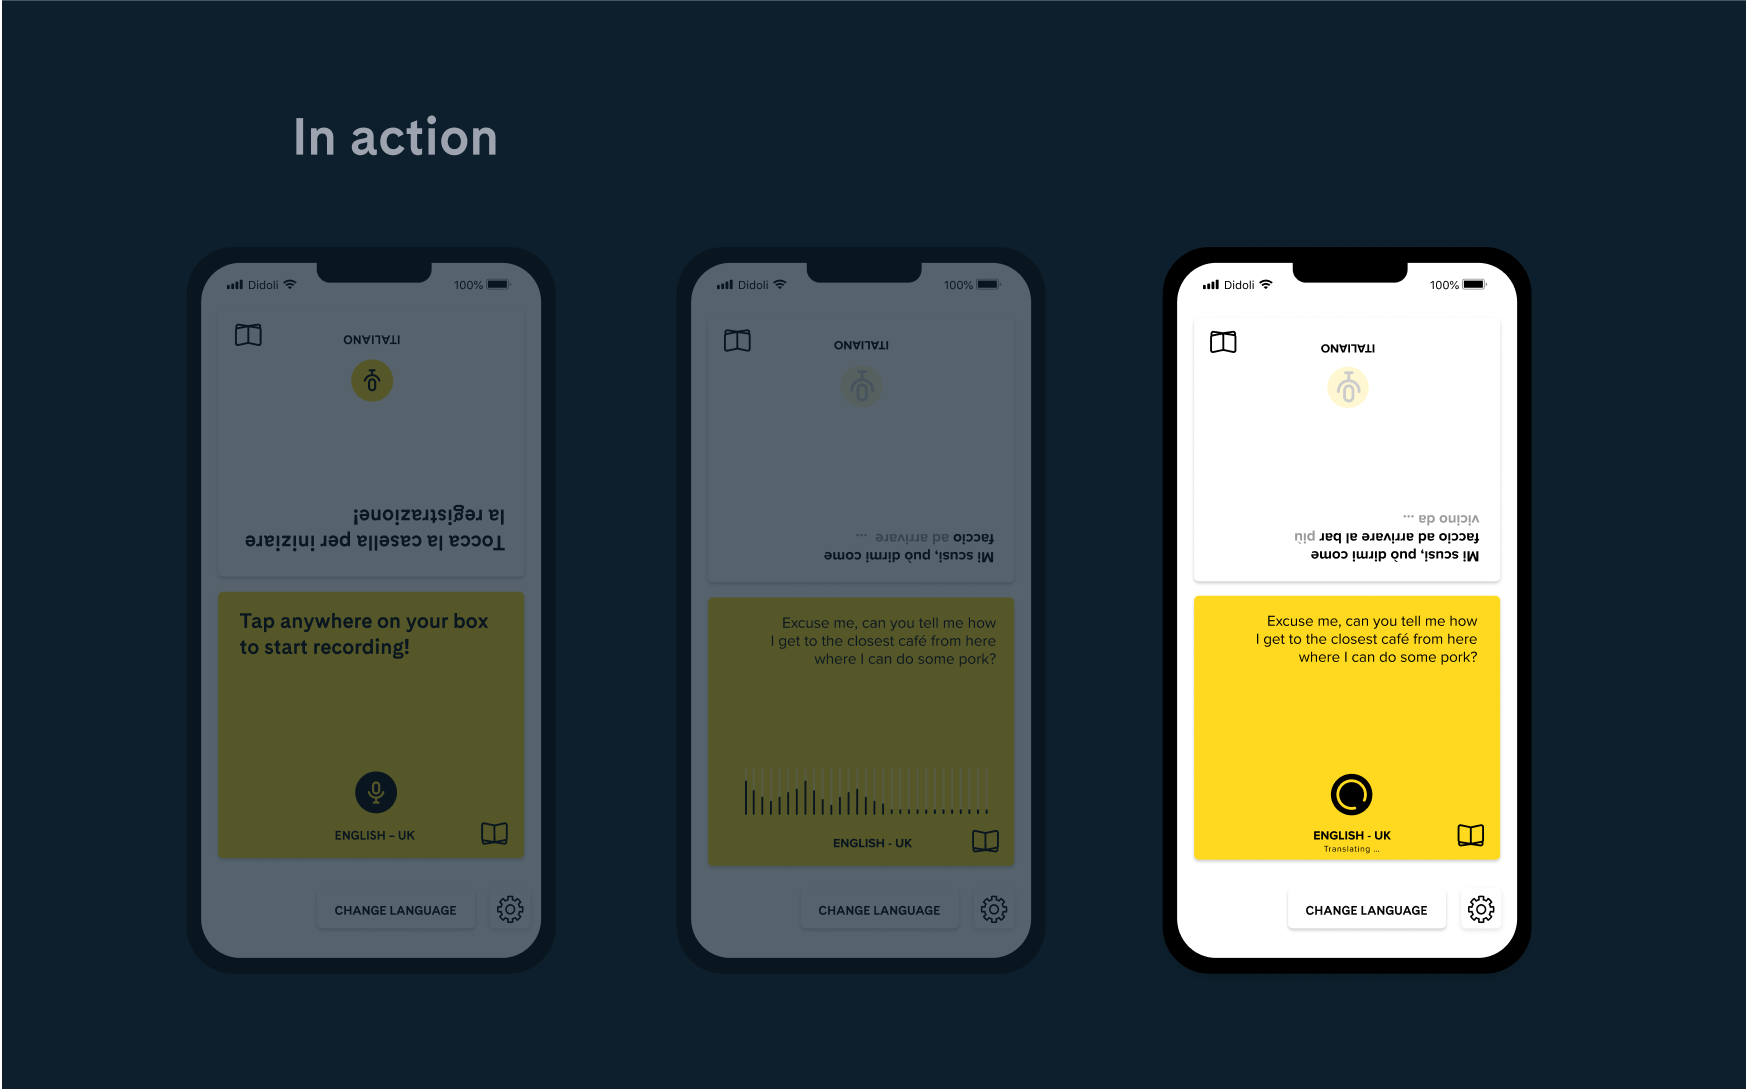 In action
Didoli
100%
ITALIANO
Tocca la casella per iniziare
la registrazione!
Tap anywhere on your box
to start recording!
ENGLISH – UK
CHANGE LANGUAGE
Didoli
100%
ITALIANO
Mi scusi, può dirmi come
faccio ad arrivare ...
Excuse me, can you tell me how
I get to the closest café from here
where I can do some pork?
ENGLISH - UK
CHANGE LANGUAGE
Didoli
100%
ITALIANO
Mi scusi, può dirmi come
faccio ad arrivare al bar più
vicino da ...
Excuse me, can you tell me how
I get to the closest café from here
where I can do some pork?
ENGLISH - UK
Translating ...
CHANGE LANGUAGE